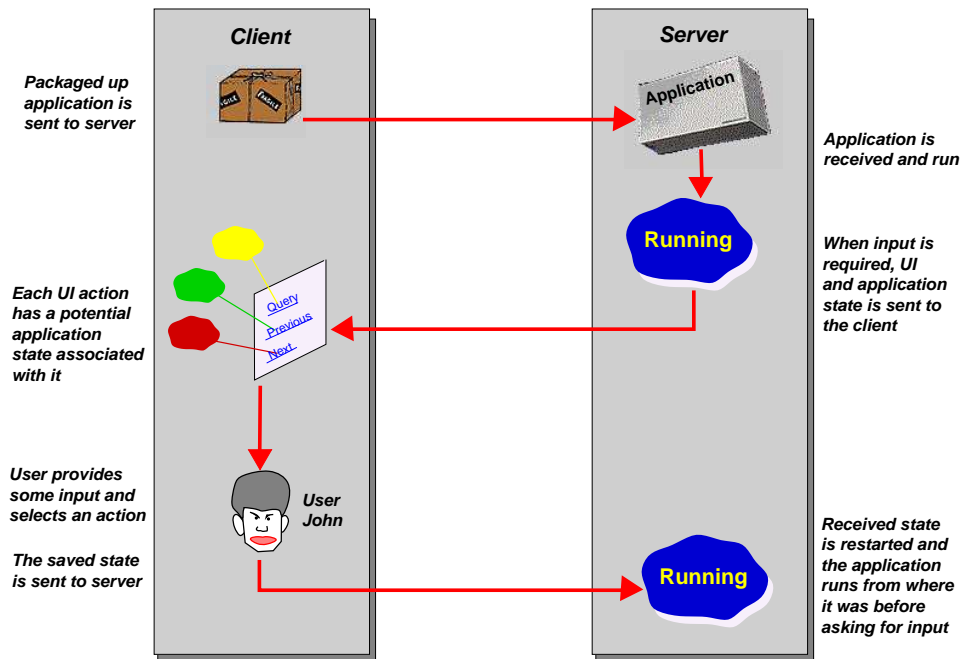 Client
Server
Packaged up
application is
sent to server
FRAGILE
FRAGILE
Application
Application is
received and run
Running
When input is
required, UI
and application
state is sent to
the client
Each UI action
has a potential
application
state associated
with it
Query
Previous
Next
User provides
some input and
selects an action
User
John
The saved state
is sent to server
Running
Received state
is restarted and
the application
runs from where
it was before
asking for input